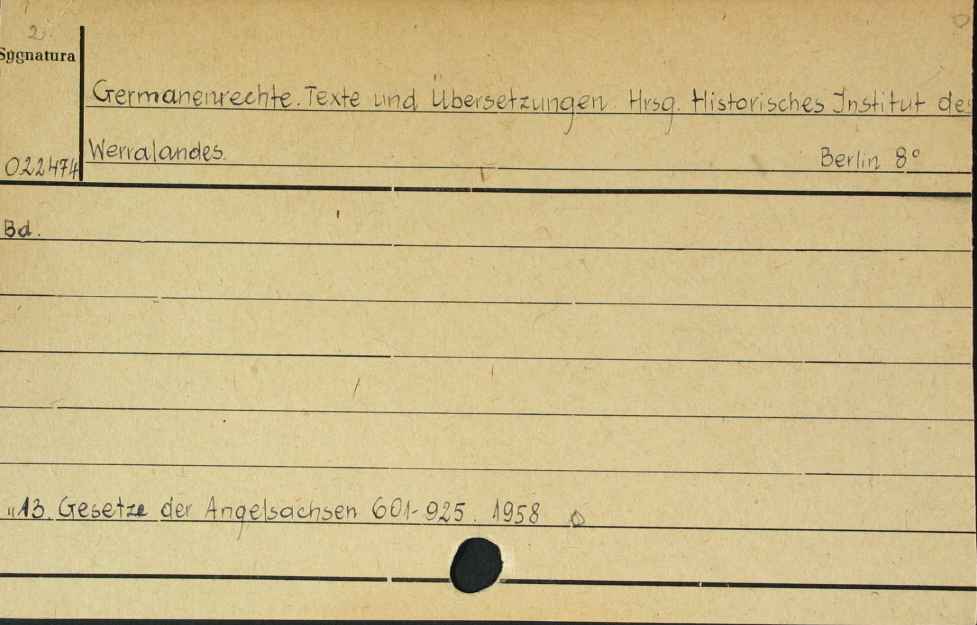 2.
Sygnatura
Germanenrechte. Texte und Übersetzungen. Hrsg. Historisches Institut des
Werralandes.
Berlin 8°
022474
Bd.
"13. Gesetze der Angelsachsen 601-925. 1958